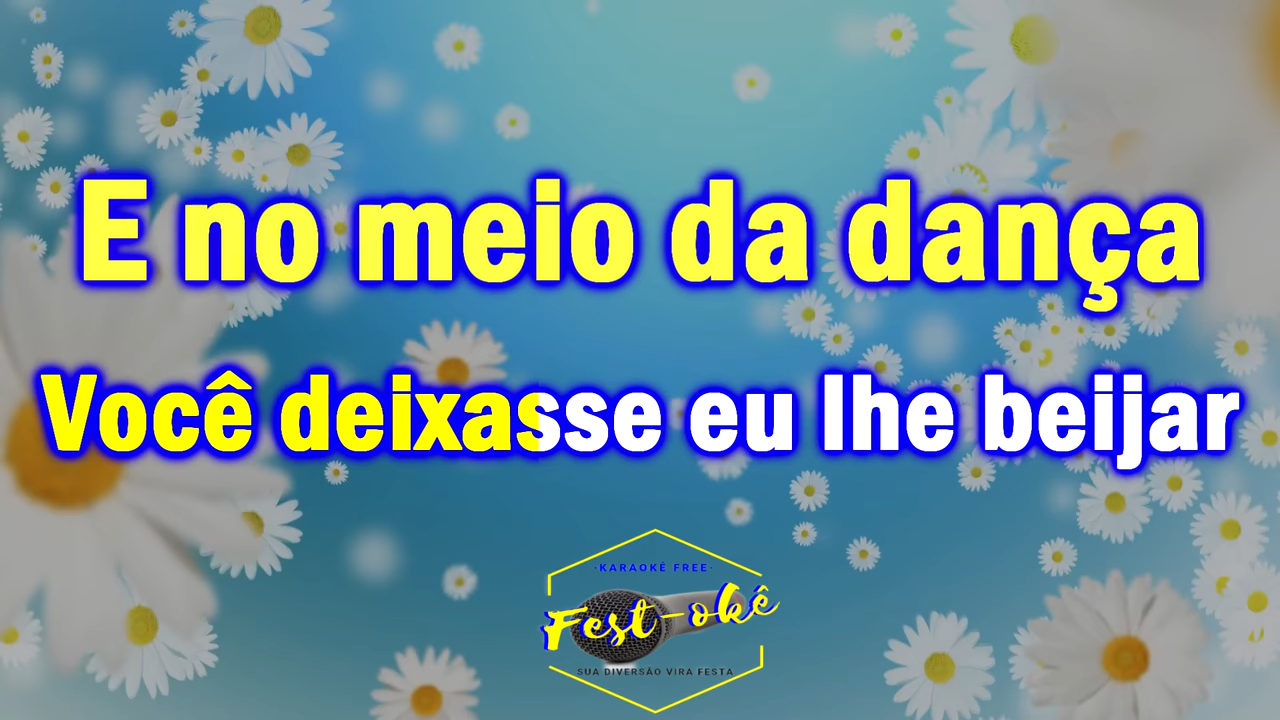 E no meio da dança
Você deixasse eu lhe beijar
·KARAOKÊ FREE·
Fest-okê
SUA DIVERSÃO VIRA FESTA